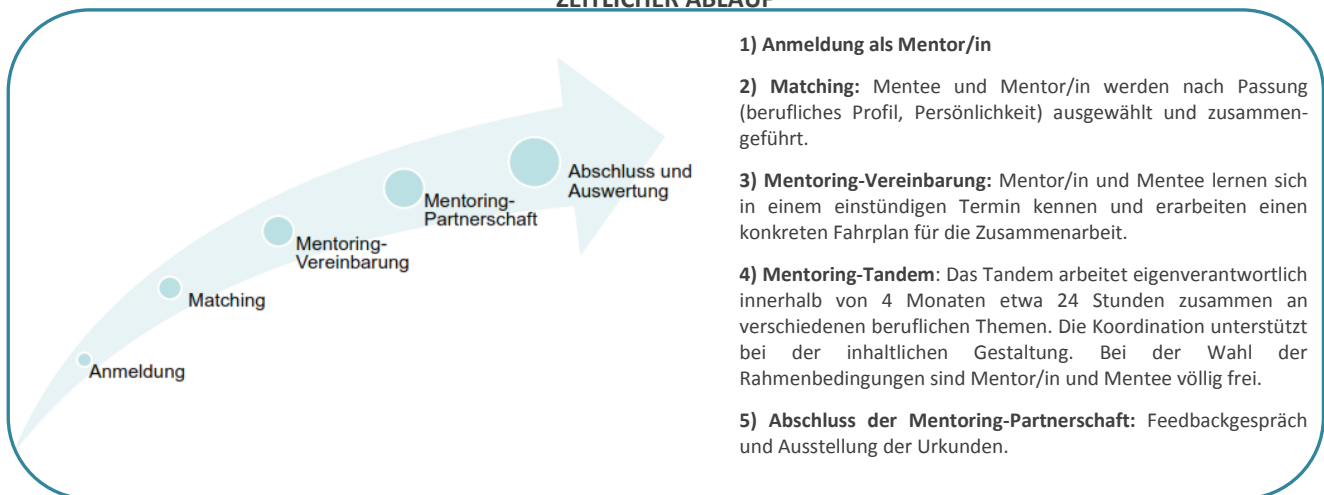 ZEITLICHER ABLAUF
Anmeldung
Matching
Mentoring-
Vereinbarung
Mentoring-
Partnerschaft
Abschluss und
Auswertung
1) Anmeldung als Mentor/in
2) Matching: Mentee und Mentor/in werden nach Passung
(berufliches Profil, Persönlichkeit) ausgewählt und zusammen-
geführt.
3) Mentoring-Vereinbarung: Mentor/in und Mentee lernen sich
in einem einstündigen Termin kennen und erarbeiten einen
konkreten Fahrplan für die Zusammenarbeit.
4) Mentoring-Tandem: Das Tandem arbeitet eigenverantwortlich
innerhalb von 4 Monaten etwa 24 Stunden zusammen an
verschiedenen beruflichen Themen. Die Koordination unterstützt
bei der inhaltlichen Gestaltung. Bei der Wahl der
Rahmenbedingungen sind Mentor/in und Mentee völlig frei.
5) Abschluss der Mentoring-Partnerschaft: Feedbackgespräch
und Ausstellung der Urkunden.